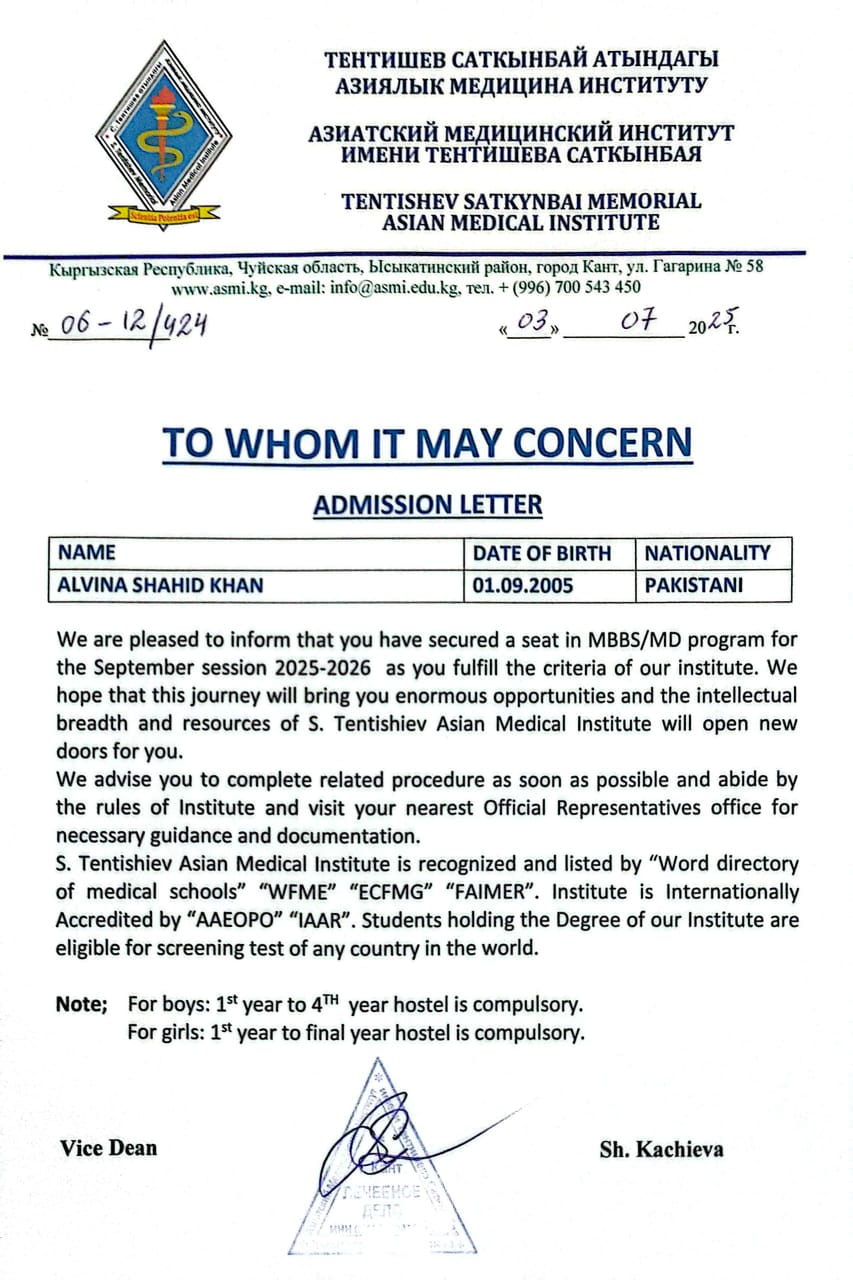 ТЕНТИШЕВ САТКЫНБАЙ АТЫНДАГЫ
АЗИЯЛЫК МЕДИЦИНА ИНСТИТУТУ
АЗИАТСКИЙ МЕДИЦИНСКИЙ ИНСТИТУТ
ИМЕНИ ТЕНТИШЕВА САТКЫНБАЯ
TENTISHEV SATKYNBAI MEMORIAL
ASIAN MEDICAL INSTITUTE
Asian Medical Institute
Scientia Potentia est
Кыргызская Республика, Чуйская область, Ысыкатинский район, город Кант, ул. Гагарина № 58
www.asmi.kg, e-mail: info@asmi.edu.kg, тел. + (996) 700 543 450
№ 06 - 12/424 « 03 » 07 2025г.
TO WHOM IT MAY CONCERN
ADMISSION LETTER
NAME DATE OF BIRTH NATIONALITY
ALVINA SHAHID KHAN 01.09.2005 PAKISTANI
We are pleased to inform that you have secured a seat in MBBS/MD program for
the September session 2025-2026 as you fulfill the criteria of our institute. We
hope that this journey will bring you enormous opportunities and the intellectual
breadth and resources of S. Tentishiev Asian Medical Institute will open new
doors for you.
We advise you to complete related procedure as soon as possible and abide by
the rules of Institute and visit your nearest Official Representatives office for
necessary guidance and documentation.
S. Tentishiev Asian Medical Institute is recognized and listed by “Word directory
of medical schools” “WFME” “ECFMG” “FAIMER”. Institute is Internationally
Accredited by “AAEOPO” “IAAR”. Students holding the Degree of our Institute are
eligible for screening test of any country in the world.
Note; For boys: 1st year to 4TH year hostel is compulsory.
For girls: 1st year to final year hostel is compulsory.
Vice Dean Sh. Kachieva
КАНТ
ЛЕЧЕБНОЕ
ДЕЛО